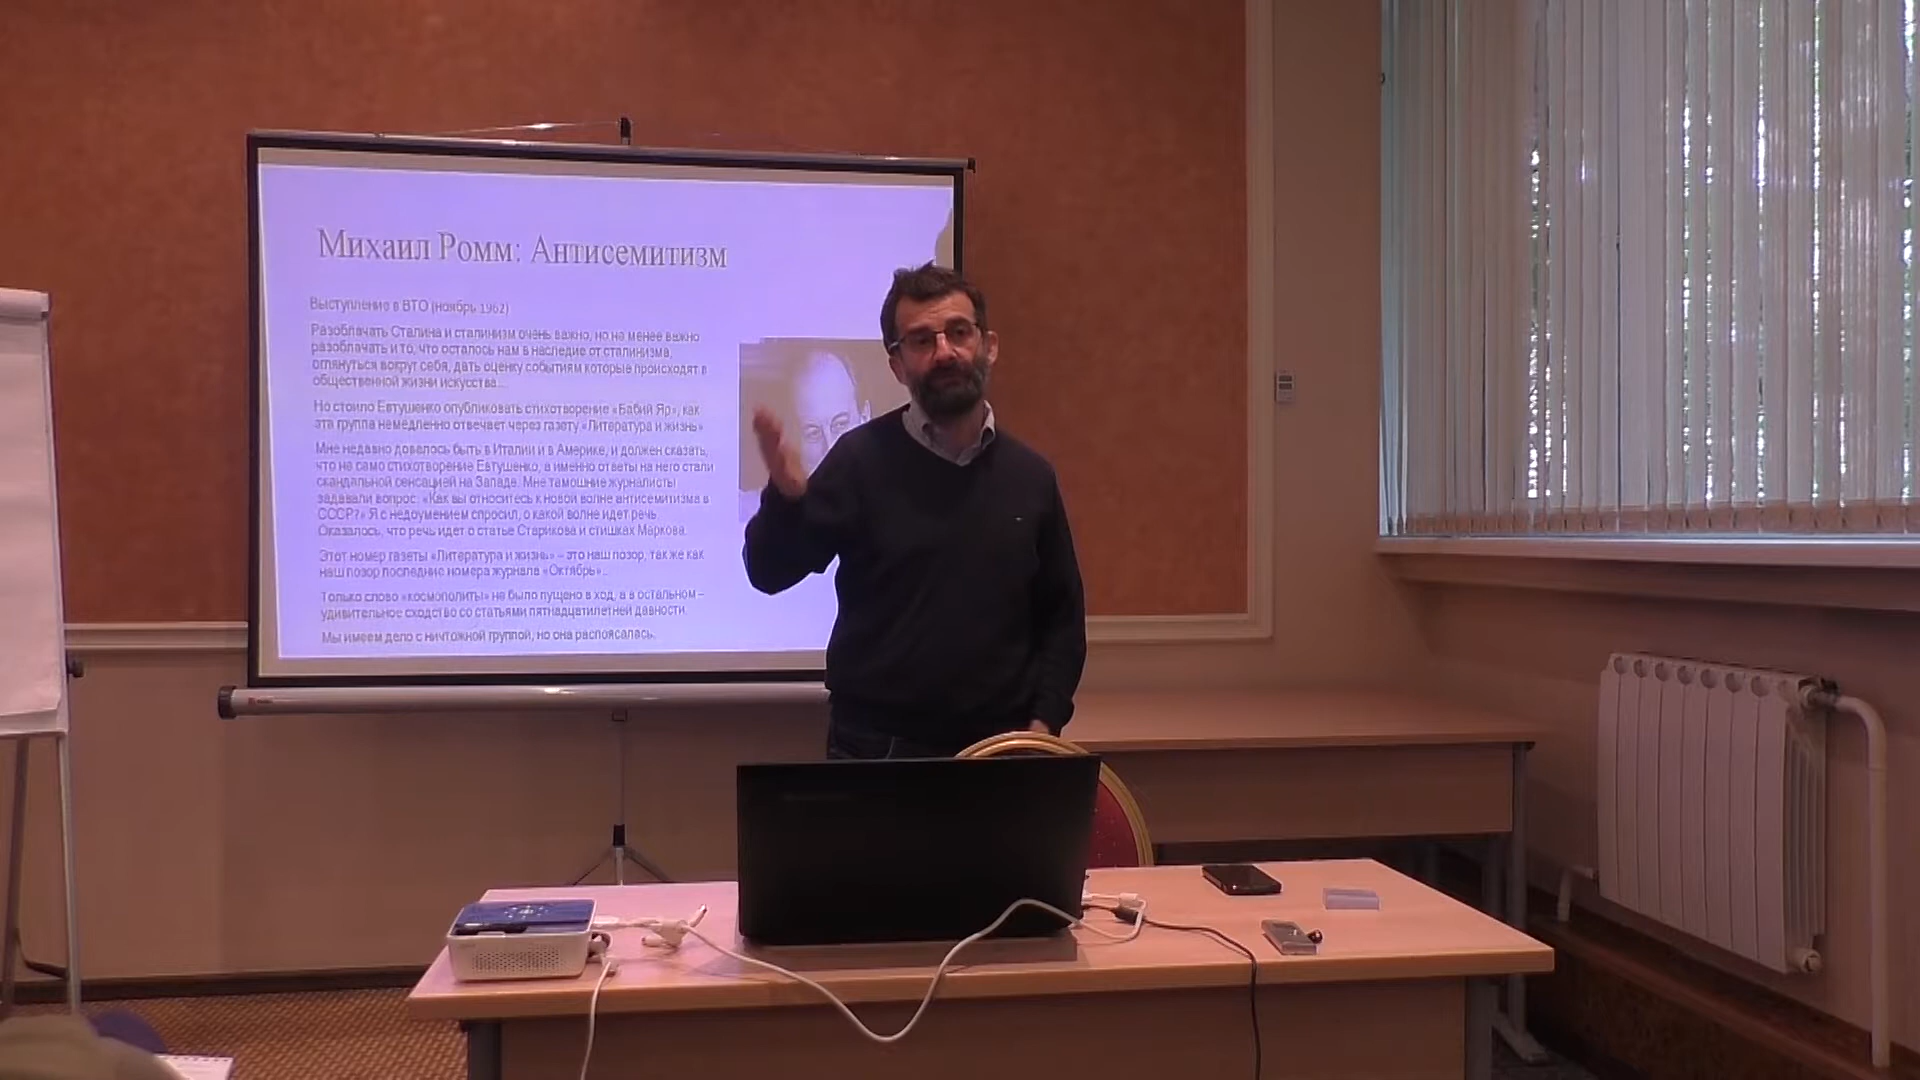 Михаил Ромм: Антисемитизм
Выступление в ВТО (ноябрь 1962)
Разоблачать Сталина и сталинизм очень важно, но не менее важно
разоблачать и то, что осталось нам в наследие от сталинизма,
оглянуться вокруг себя, дать оценку событиям которые происходят в
общественной жизни искусства...
Но стоило Евтушенко опубликовать стихотворение «Бабий Яр», как
эта группа немедленно отвечает через газету «Литература и жизнь»
Мне недавно довелось быть в Италии и в Америке, и должен сказать,
что не само стихотворение Евтушенко, а именно ответы на него стали
скандальной сенсацией на Западе. Мне тамошние журналисты
задавали вопрос: «Как вы относитесь к новой волне антисемитизма в
СССР?» Я с недоумением спросил, о какой волне идет речь.
Оказалось, что речь идет о статье Старикова и стишках Маркова.
Этот номер газеты «Литература и жизнь» – это наш позор, так же как
наш позор последние номера журнала «Октябрь»...
Только слово «космополиты» не было пущено в ход, а в остальном –
удивительное сходство со статьями пятнадцатилетней давности.
Мы имеем дело с ничтожной группой, но она распоясалась.